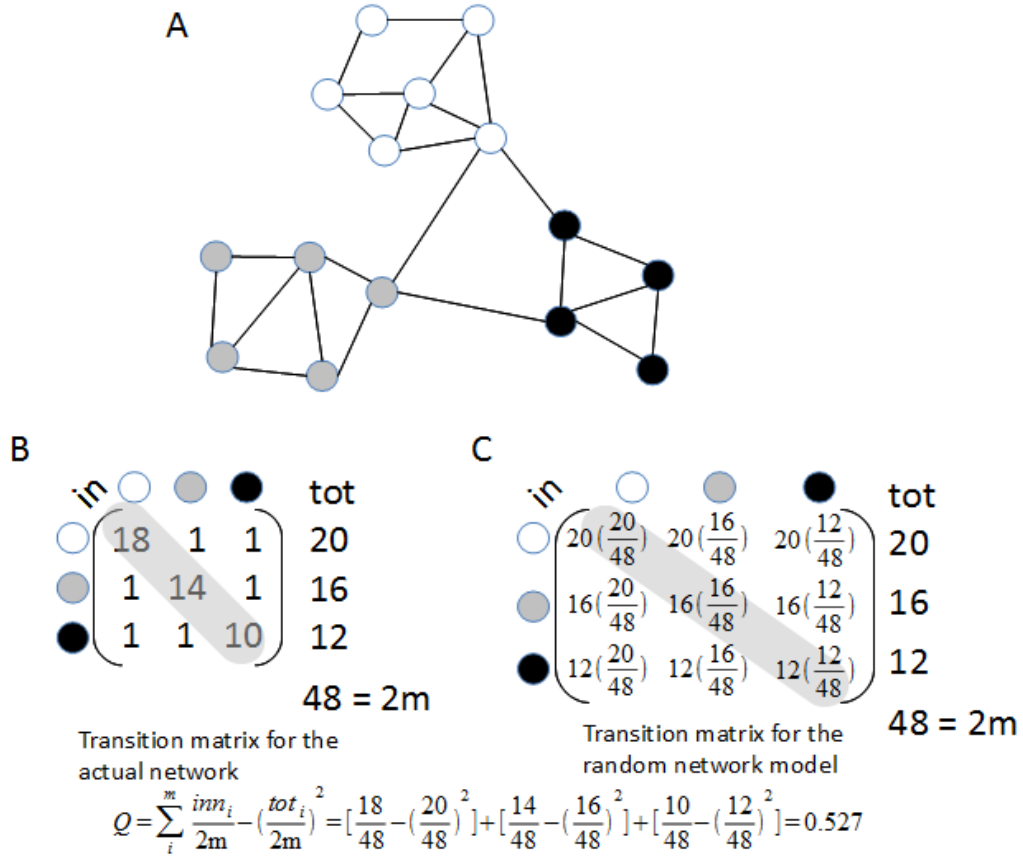 A
B
in tot
18 1 1 20
1 14 1 16
1 1 10 12
48 = 2m
Transition matrix for the
actual network
C
in tot
20(20/48) 20(16/48) 20(12/48) 20
16(20/48) 16(16/48) 16(12/48) 16
12(20/48) 12(16/48) 12(12/48) 12
48 = 2m
Transition matrix for the
random network model
Q = ∑_i^m inn_i/2m − (tot_i/2m)^2 = [18/48 − (20/48)^2] + [14/48 − (16/48)^2] + [10/48 − (12/48)^2] = 0.527